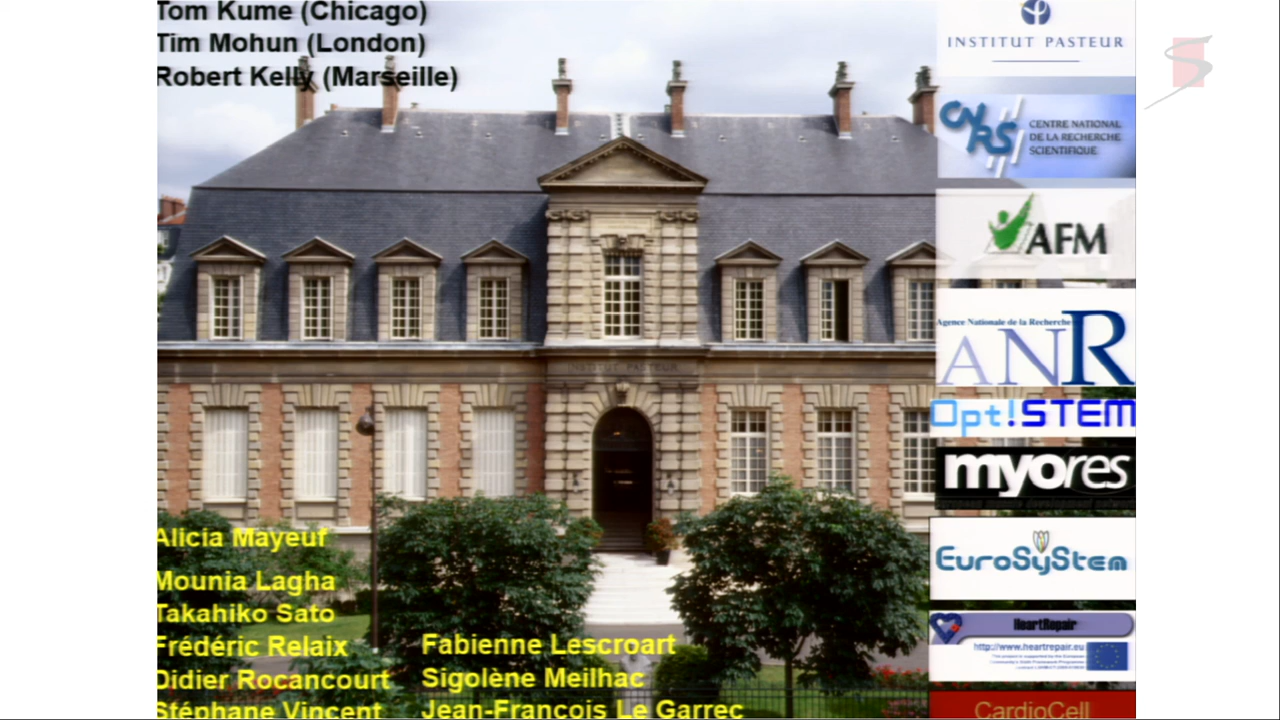 Tom Kume (Chicago)
Tim Mohun (London)
Robert Kelly (Marseille)
INSTITUT PASTEUR
CNRS
CENTRE NATIONAL
DE LA RECHERCHE
SCIENTIFIQUE
AFM
Agence Nationale de la Recherche
ANR
Opt!STEM
myores
EuroSyStem
HeartRepair
http://www.heartrepair.eu
CardioCell
INSTITUT PASTEUR
Alicia Mayeuf
Mounia Lagha
Takahiko Sato
Frédéric Relaix
Didier Rocancourt
Stéphane Vincent
Fabienne Lescroart
Sigolène Meilhac
Jean-François Le Garrec